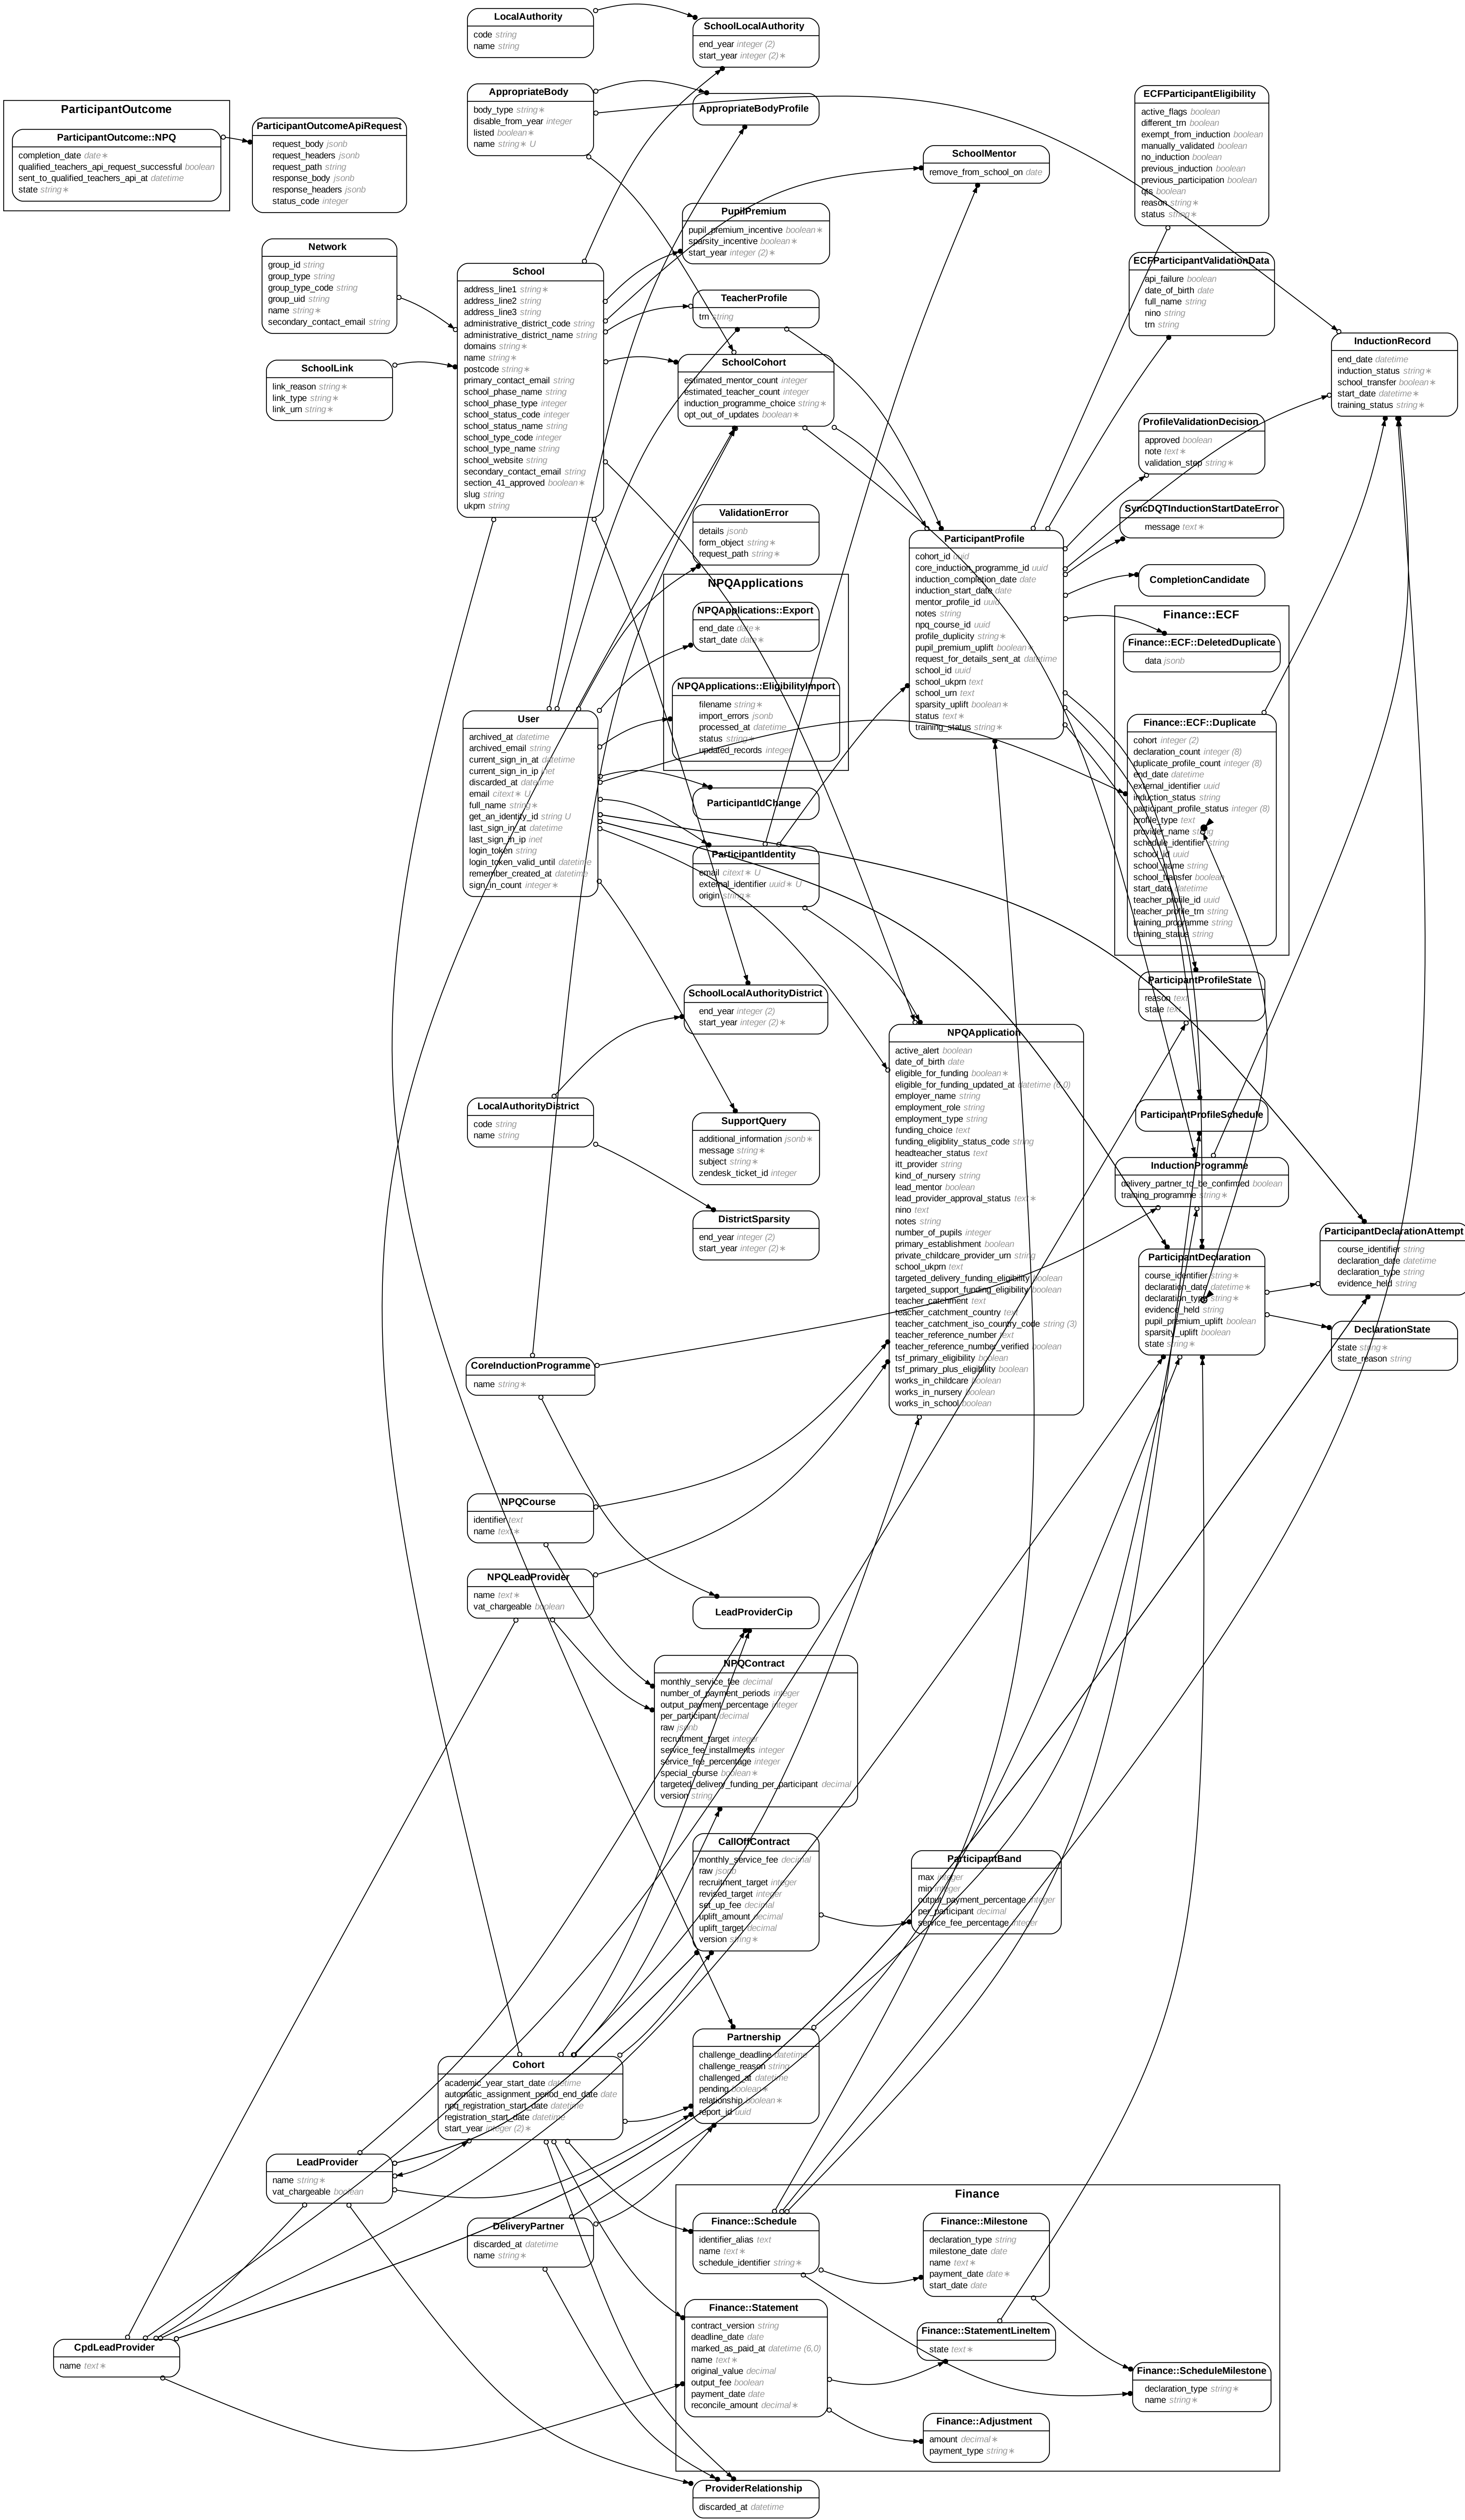 LocalAuthority
code string
name string
SchoolLocalAuthority
end_year integer (2)
start_year integer (2) ∗
AppropriateBody
body_type string ∗
disable_from_year integer
listed boolean ∗
name string ∗ U
AppropriateBodyProfile
ParticipantOutcome
ParticipantOutcome::NPQ
completion_date date ∗
qualified_teachers_api_request_successful boolean
sent_to_qualified_teachers_api_at datetime
state string ∗
ParticipantOutcomeApiRequest
request_body jsonb
request_headers jsonb
request_path string
response_body jsonb
response_headers jsonb
status_code integer
SchoolMentor
remove_from_school_on date
ECFParticipantEligibility
active_flags boolean
different_trn boolean
exempt_from_induction boolean
manually_validated boolean
no_induction boolean
previous_induction boolean
previous_participation boolean
qts boolean
reason string ∗
status string ∗
PupilPremium
pupil_premium_incentive boolean ∗
sparsity_incentive boolean ∗
start_year integer (2) ∗
Network
group_id string
group_type string
group_type_code string
group_uid string
name string ∗
secondary_contact_email string
School
address_line1 string ∗
address_line2 string
address_line3 string
administrative_district_code string
administrative_district_name string
domains string ∗
name string ∗
postcode string ∗
primary_contact_email string
school_phase_name string
school_phase_type integer
school_status_code integer
school_status_name string
school_type_code integer
school_type_name string
school_website string
secondary_contact_email string
section_41_approved boolean ∗
slug string
ukprn string
ECFParticipantValidationData
api_failure boolean
date_of_birth date
full_name string
nino string
trn string
TeacherProfile
trn string
InductionRecord
end_date datetime
induction_status string ∗
school_transfer boolean ∗
start_date datetime ∗
training_status string ∗
SchoolLink
link_reason string ∗
link_type string ∗
link_urn string ∗
SchoolCohort
estimated_mentor_count integer
estimated_teacher_count integer
induction_programme_choice string ∗
opt_out_of_updates boolean ∗
ProfileValidationDecision
approved boolean
note text ∗
validation_step string ∗
ValidationError
details jsonb
form_object string ∗
request_path string ∗
SyncDQTInductionStartDateError
message text ∗
ParticipantProfile
cohort_id uuid
core_induction_programme_id uuid
induction_completion_date date
induction_start_date date
mentor_profile_id uuid
notes string
npq_course_id uuid
profile_duplicity string ∗
pupil_premium_uplift boolean ∗
request_for_details_sent_at datetime
school_id uuid
school_ukprn text
school_urn text
sparsity_uplift boolean ∗
status text ∗
training_status string ∗
CompletionCandidate
NPQApplications
NPQApplications::Export
end_date date ∗
start_date date ∗
NPQApplications::EligibilityImport
filename string ∗
import_errors jsonb
processed_at datetime
status string ∗
updated_records integer
Finance::ECF
Finance::ECF::DeletedDuplicate
data jsonb
Finance::ECF::Duplicate
cohort integer (2)
declaration_count integer (8)
duplicate_profile_count integer (8)
end_date datetime
external_identifier uuid
induction_status string
participant_profile_status integer (8)
profile_type text
provider_name string
schedule_identifier string
school_id uuid
school_name string
school_transfer boolean
start_date datetime
teacher_profile_id uuid
teacher_profile_trn string
training_programme string
training_status string
User
archived_at datetime
archived_email string
current_sign_in_at datetime
current_sign_in_ip inet
discarded_at datetime
email citext ∗ U
full_name string ∗
get_an_identity_id string U
last_sign_in_at datetime
last_sign_in_ip inet
login_token string
login_token_valid_until datetime
remember_created_at datetime
sign_in_count integer ∗
ParticipantIdChange
ParticipantIdentity
email citext ∗ U
external_identifier uuid ∗ U
origin string ∗
ParticipantProfileState
reason text
state text
SchoolLocalAuthorityDistrict
end_year integer (2)
start_year integer (2) ∗
NPQApplication
active_alert boolean
date_of_birth date
eligible_for_funding boolean ∗
eligible_for_funding_updated_at datetime (6,0)
employer_name string
employment_role string
employment_type string
funding_choice text
funding_eligiblity_status_code string
headteacher_status text
itt_provider string
kind_of_nursery string
lead_mentor boolean
lead_provider_approval_status text ∗
nino text
notes string
number_of_pupils integer
primary_establishment boolean
private_childcare_provider_urn string
school_ukprn text
targeted_delivery_funding_eligibility boolean
targeted_support_funding_eligibility boolean
teacher_catchment text
teacher_catchment_country text
teacher_catchment_iso_country_code string (3)
teacher_reference_number text
teacher_reference_number_verified boolean
tsf_primary_eligibility boolean
tsf_primary_plus_eligibility boolean
works_in_childcare boolean
works_in_nursery boolean
works_in_school boolean
LocalAuthorityDistrict
code string
name string
SupportQuery
additional_information jsonb ∗
message string ∗
subject string ∗
zendesk_ticket_id integer
ParticipantProfileSchedule
InductionProgramme
delivery_partner_to_be_confirmed boolean
training_programme string ∗
DistrictSparsity
end_year integer (2)
start_year integer (2) ∗
ParticipantDeclaration
course_identifier string ∗
declaration_date datetime ∗
declaration_type string ∗
evidence_held string
pupil_premium_uplift boolean
sparsity_uplift boolean
state string ∗
ParticipantDeclarationAttempt
course_identifier string
declaration_date datetime
declaration_type string
evidence_held string
DeclarationState
state string ∗
state_reason string
CoreInductionProgramme
name string ∗
NPQCourse
identifier text
name text ∗
NPQLeadProvider
name text ∗
vat_chargeable boolean
LeadProviderCip
NPQContract
monthly_service_fee decimal
number_of_payment_periods integer
output_payment_percentage integer
per_participant decimal
raw jsonb
recruitment_target integer
service_fee_installments integer
service_fee_percentage integer
special_course boolean ∗
targeted_delivery_funding_per_participant decimal
version string
CallOffContract
monthly_service_fee decimal
raw jsonb
recruitment_target integer
revised_target integer
set_up_fee decimal
uplift_amount decimal
uplift_target decimal
version string ∗
ParticipantBand
max integer
min integer
output_payment_percentage integer
per_participant decimal
service_fee_percentage integer
Partnership
challenge_deadline datetime
challenge_reason string
challenged_at datetime
pending boolean ∗
relationship boolean ∗
report_id uuid
Cohort
academic_year_start_date datetime
automatic_assignment_period_end_date date
npq_registration_start_date datetime
registration_start_date datetime
start_year integer (2) ∗
LeadProvider
name string ∗
vat_chargeable boolean
DeliveryPartner
discarded_at datetime
name string ∗
Finance
Finance::Schedule
identifier_alias text
name text ∗
schedule_identifier string ∗
Finance::Milestone
declaration_type string
milestone_date date
name text ∗
payment_date date ∗
start_date date
Finance::Statement
contract_version string
deadline_date date
marked_as_paid_at datetime (6,0)
name text ∗
original_value decimal
output_fee boolean
payment_date date
reconcile_amount decimal ∗
Finance::StatementLineItem
state text ∗
CpdLeadProvider
name text ∗
Finance::ScheduleMilestone
declaration_type string ∗
name string ∗
Finance::Adjustment
amount decimal ∗
payment_type string ∗
ProviderRelationship
discarded_at datetime